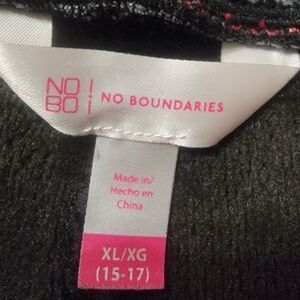 NO
BO
NO BOUNDARIES
Made in/
Hecho en
China
XL/XG
(15-17)